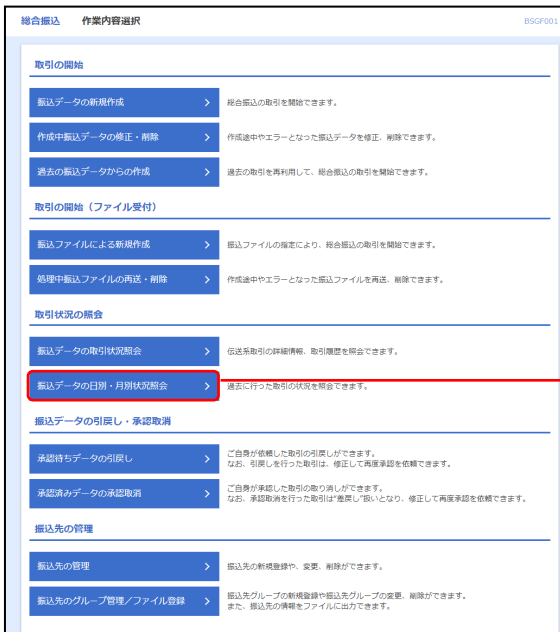 総合振込 作業内容選択 BSGF001
取引の開始
振込データの新規作成 総合振込の取引を開始できます。
作成中振込データの修正・削除 作成途中やエラーとなった振込データを修正、削除できます。
過去の振込データからの作成 過去の取引を再利用して、総合振込の取引を開始できます。
取引の開始（ファイル受付）
振込ファイルによる新規作成 振込ファイルの指定により、総合振込の取引を開始できます。
処理中振込ファイルの再送・削除 作成途中やエラーとなった振込ファイルを再送、削除できます。
取引状況の照会
振込データの取引状況照会 伝送系取引の詳細情報、取引履歴を照会できます。
振込データの日別・月別状況照会 過去に行った取引の状況を照会できます。
振込データの引戻し・承認取消
承認待ちデータの引戻し ご自身が依頼した取引の引戻しができます。
なお、引戻しを行った取引は、修正して再度承認を依頼できます。
承認済みデータの承認取消 ご自身が承認した取引の取り消しができます。
なお、承認取消を行った取引は"差戻し"扱いとなり、修正して再度承認を依頼できます。
振込先の管理
振込先の管理 振込先の新規登録や、変更、削除ができます。
振込先のグループ管理／ファイル登録 振込先グループの新規登録や振込先グループの変更、削除ができます。
また、振込先の情報をファイルに出力できます。